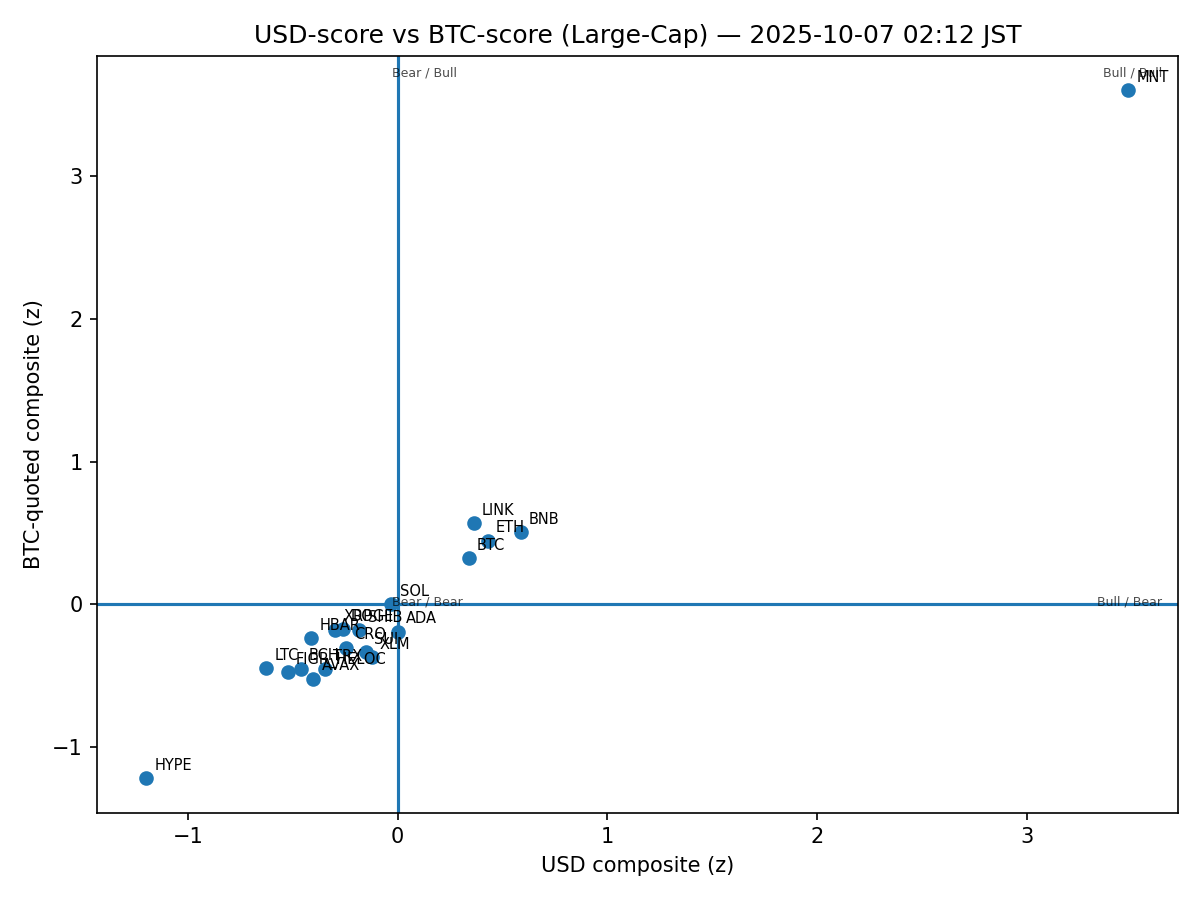 USD-score vs BTC-score (Large-Cap) — 2025-10-07 02:12 JST
Bear / Bull
Bull / Bull
MNT
3
2
1
0
−1
BTC-quoted composite (z)
LINK
BNB
ETH
BTC
SOL
Bear / Bear
Bull / Bear
ADA
SHIB
HBAR
CRO
SUI
XLM
LTC
AVAX
HYPE
−1
0
1
2
3
USD composite (z)